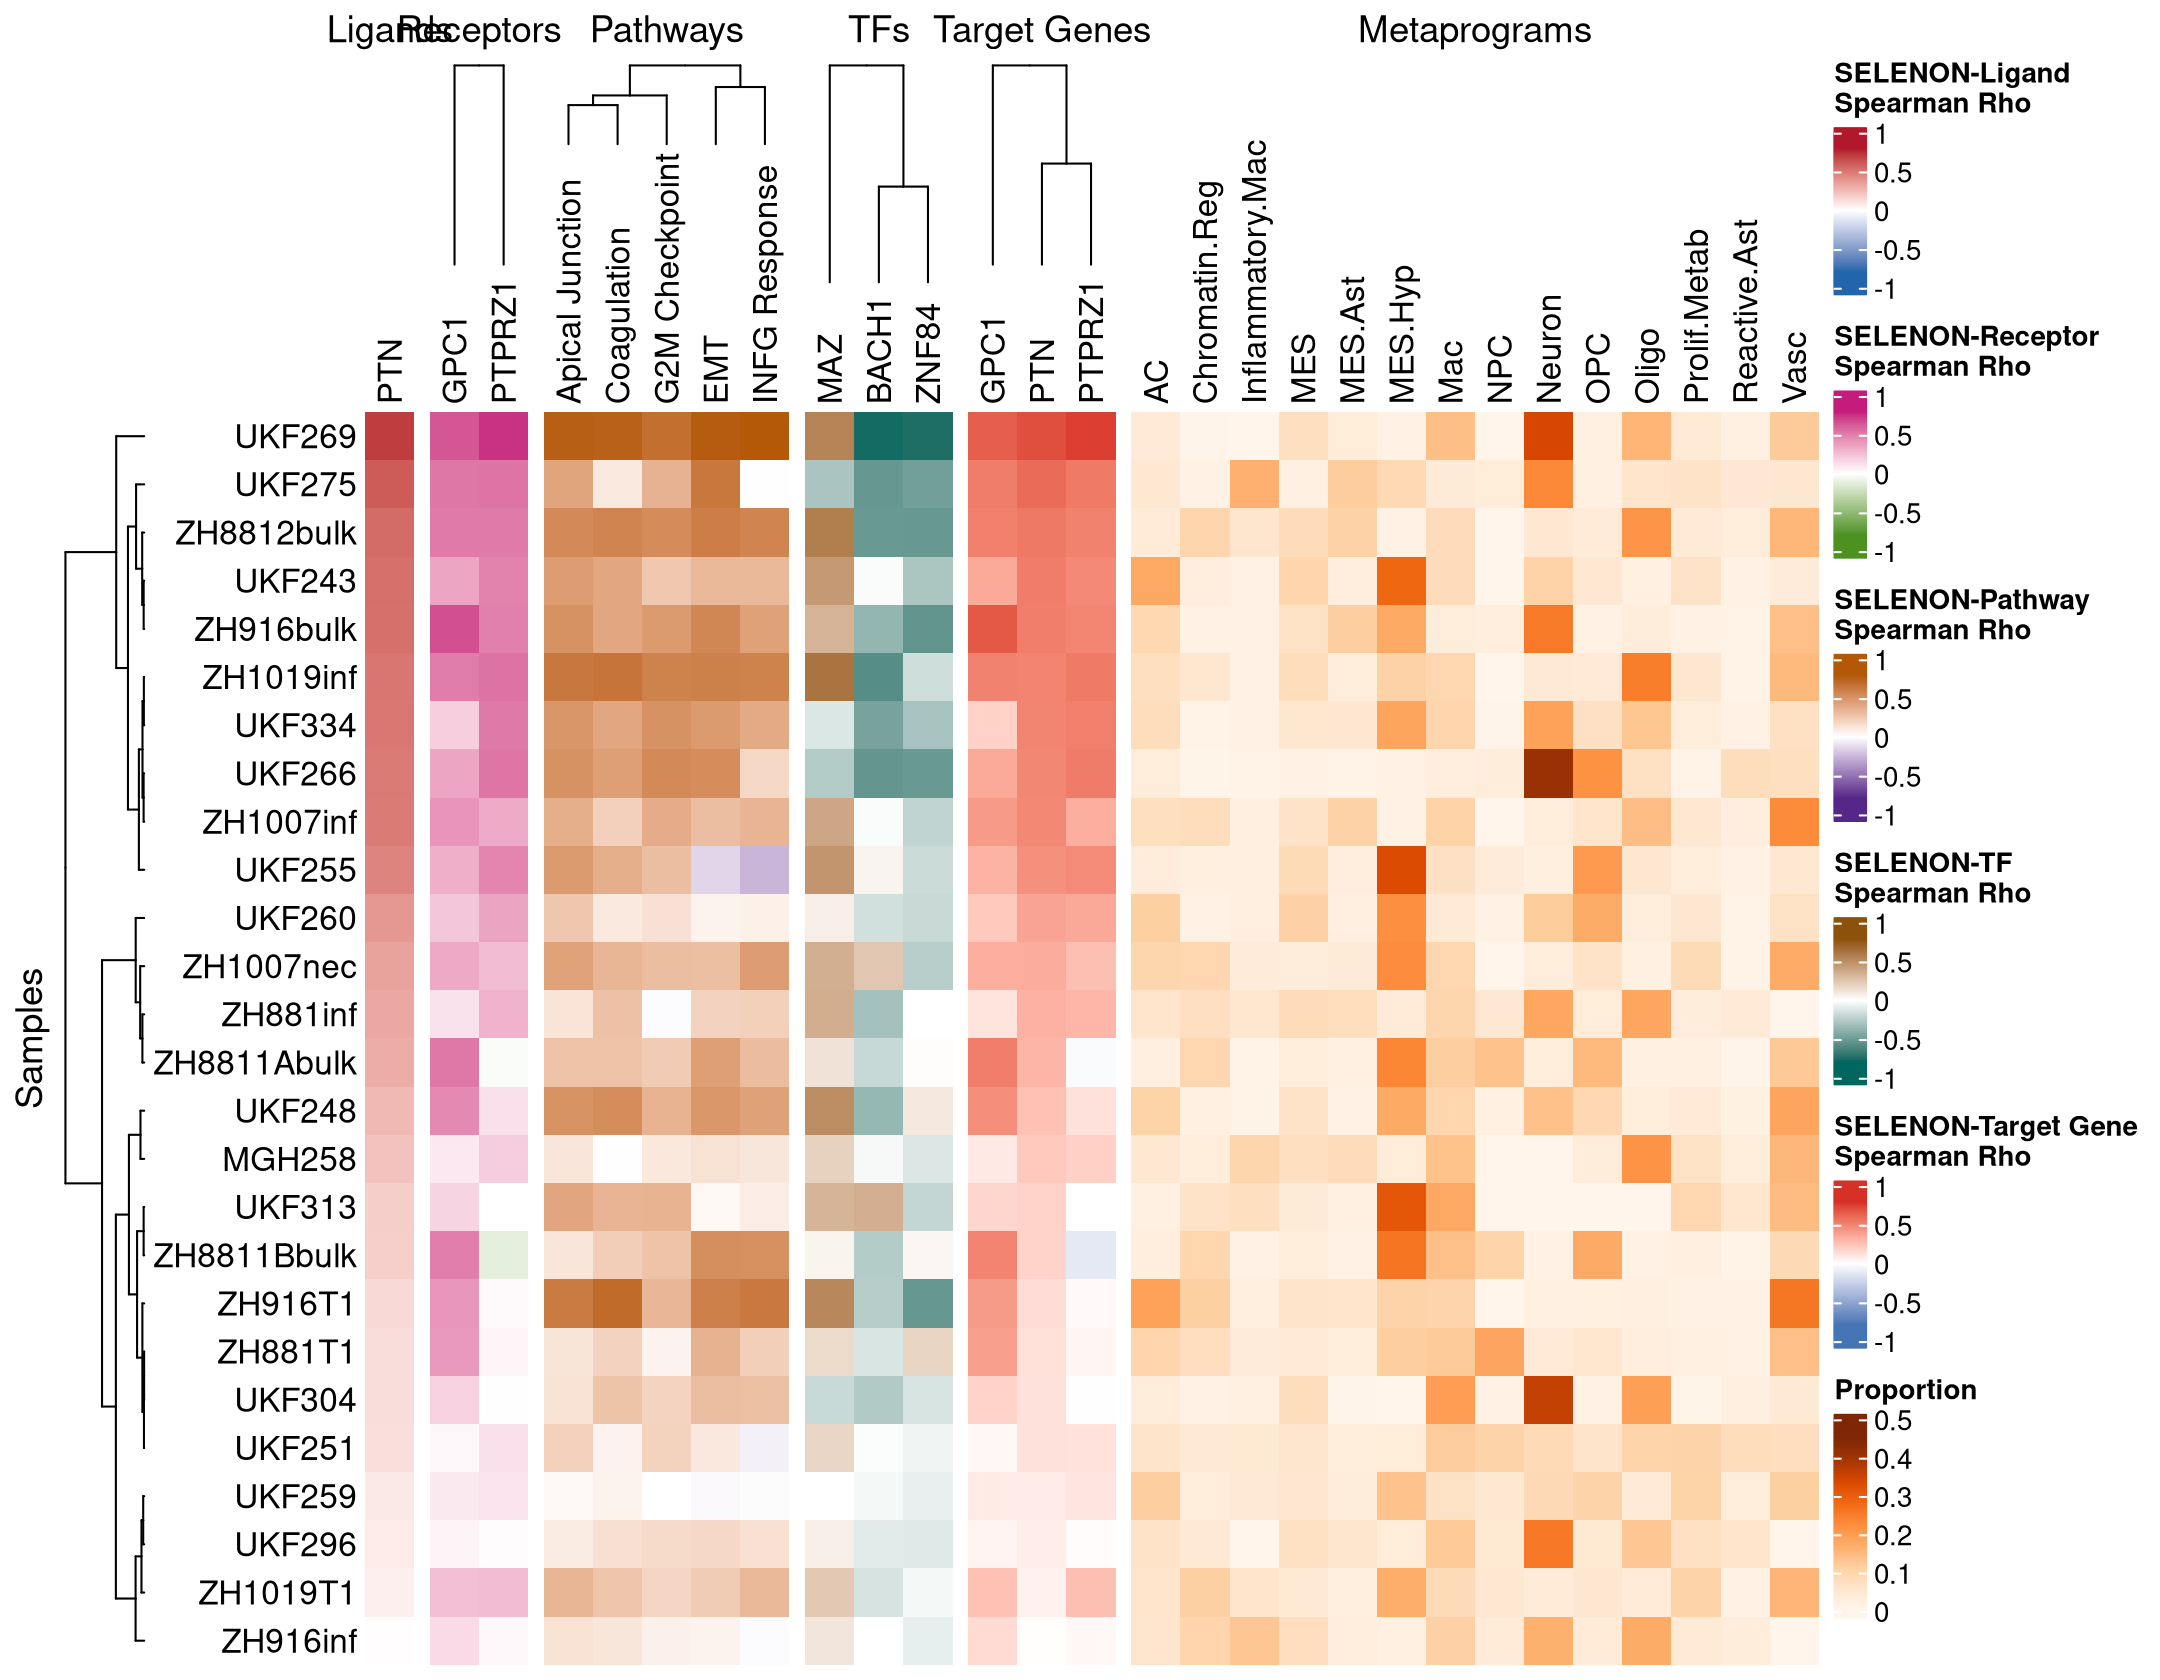 Ligands Receptors Pathways TFs Target Genes Metaprograms
PTN
GPC1
PTPRZ1
Apical Junction
Coagulation
G2M Checkpoint
EMT
INFG Response
MAZ
BACH1
ZNF84
GPC1
PTN
PTPRZ1
AC
Chromatin.Reg
Inflammatory.Mac
MES
MES.Ast
MES.Hyp
Mac
NPC
Neuron
OPC
Oligo
Prolif.Metab
Reactive.Ast
Vasc
Samples
UKF269
UKF275
ZH8812bulk
UKF243
ZH916bulk
ZH1019inf
UKF334
UKF266
ZH1007inf
UKF255
UKF260
ZH1007nec
ZH881inf
ZH8811Abulk
UKF248
MGH258
UKF313
ZH8811Bbulk
ZH916T1
ZH881T1
UKF304
UKF251
UKF259
UKF296
ZH1019T1
ZH916inf
SELENON-Ligand
Spearman Rho
1
0.5
0
-0.5
-1
SELENON-Receptor
Spearman Rho
1
0.5
0
-0.5
-1
SELENON-Pathway
Spearman Rho
1
0.5
0
-0.5
-1
SELENON-TF
Spearman Rho
1
0.5
0
-0.5
-1
SELENON-Target Gene
Spearman Rho
1
0.5
0
-0.5
-1
Proportion
0.5
0.4
0.3
0.2
0.1
0